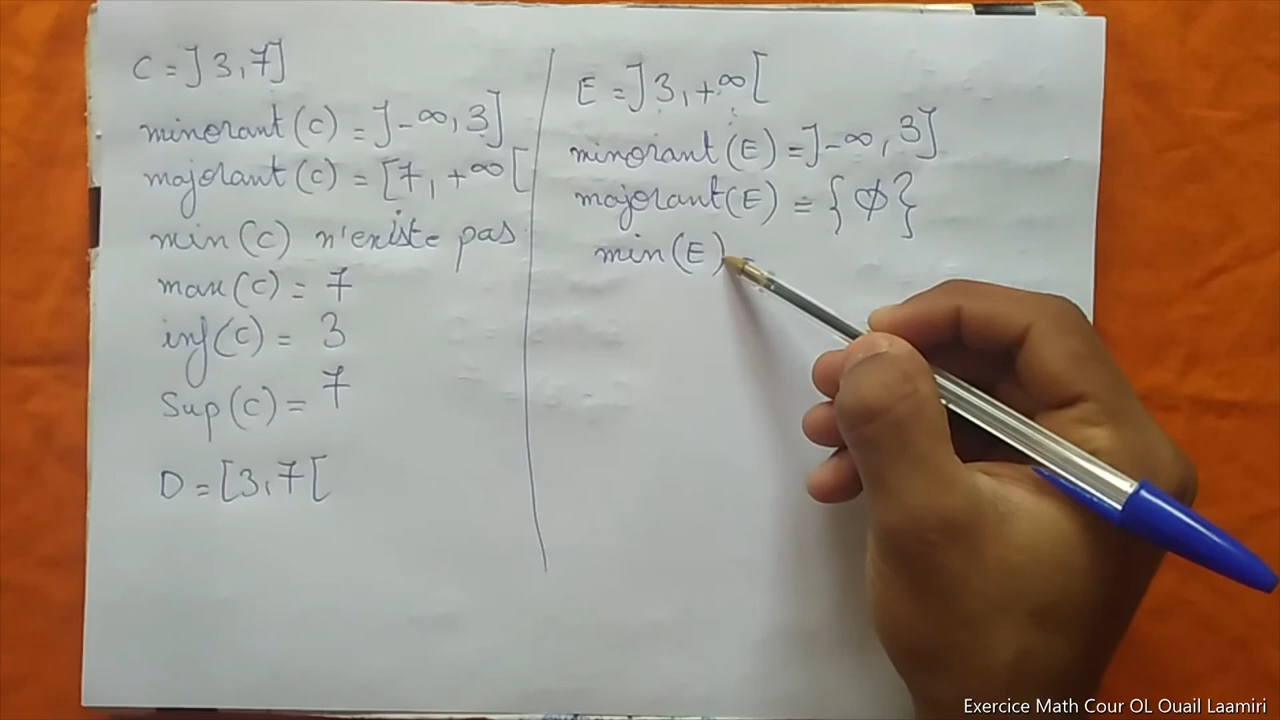 C = ]3,7]
minorant(C) = ]-∞,3]
majorant(C) = [7,+∞[
min(C) n'existe pas
max(C) = 7
inf(C) = 3
Sup(C) = 7
D = [3,7[
E = ]3,+∞[
minorant(E) = ]-∞,3]
majorant(E) = {∅}
min(E) =
Exercice Math Cour OL Ouail Laamiri